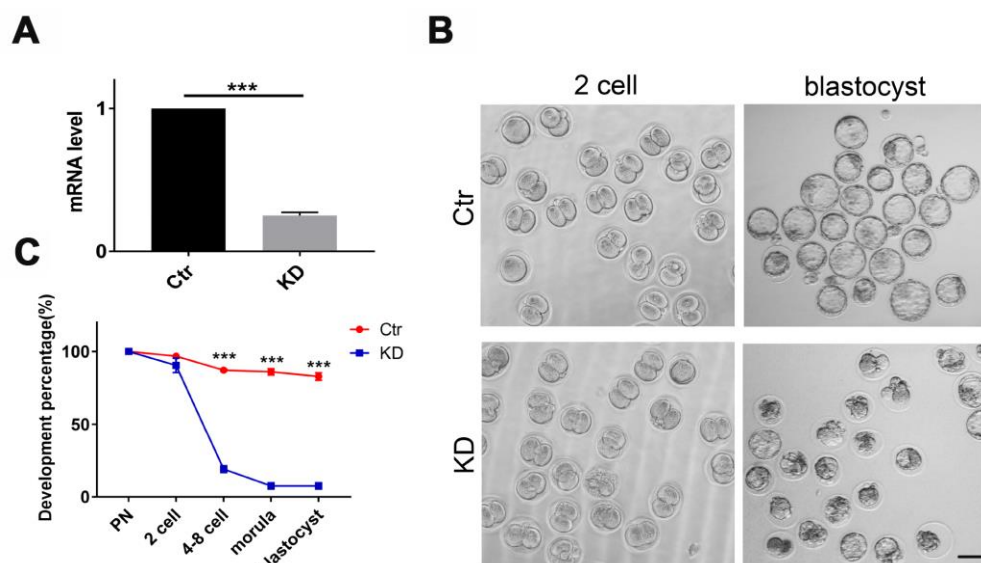 A
mRNA level
1
0
***
Ctr
KD
B
2 cell
blastocyst
Ctr
KD
C
Development percentage(%)
100
50
0
***
***
***
Ctr
KD
PN
2 cell
4-8 cell
morula
lastocyst